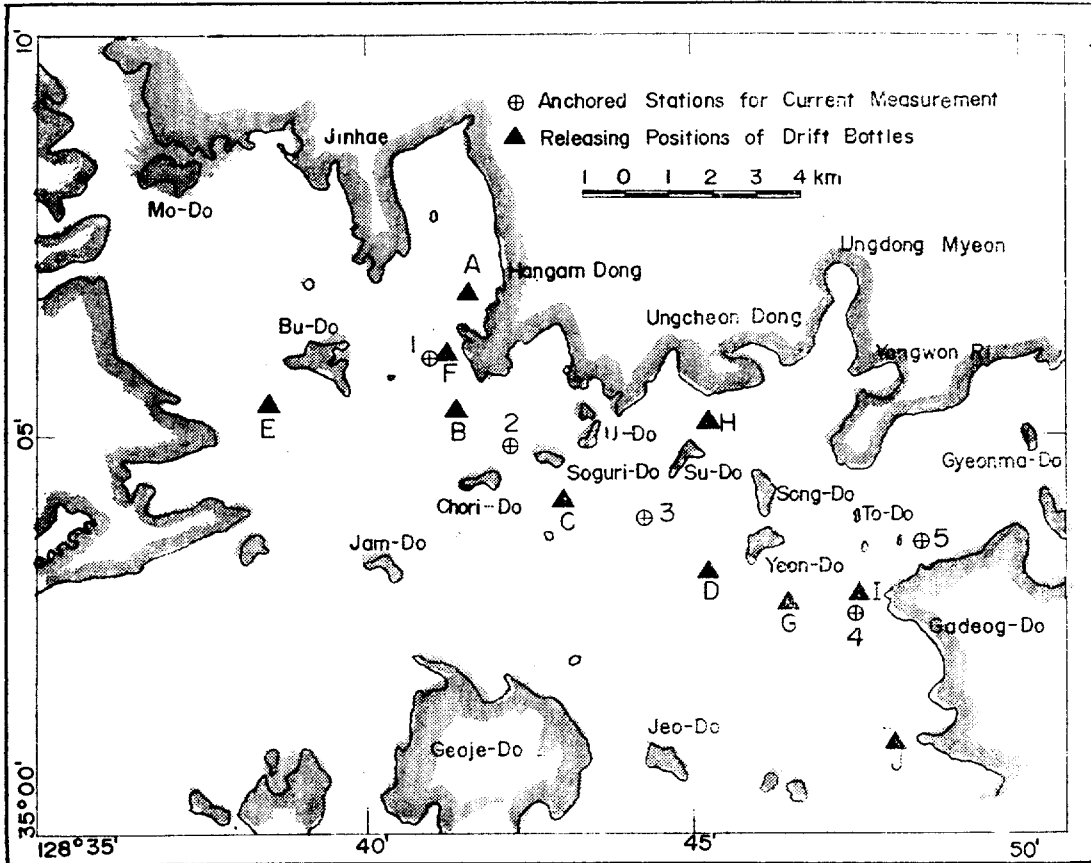 10'
⊕ Anchored Stations for Current Measurement
▲ Releasing Positions of Drift Bottles
Jinhae
1 0 1 2 3 4 km
Mo-Do
Ungdong Myeon
A
Hangam Dong
Ungcheon Dong
Bu-Do
1
F
Yongwon Ri
E
B
2
H
05'
U-Do
Gyeonma-Do
Soguri-Do
Su-Do
Chori-Do
C
3
Song-Do
To-Do
5
Jam-Do
Yeon-Do
D
G
I
4
Gadeog-Do
Geoje-Do
Jeo-Do
J
35°00'
128°35'
40'
45'
50'